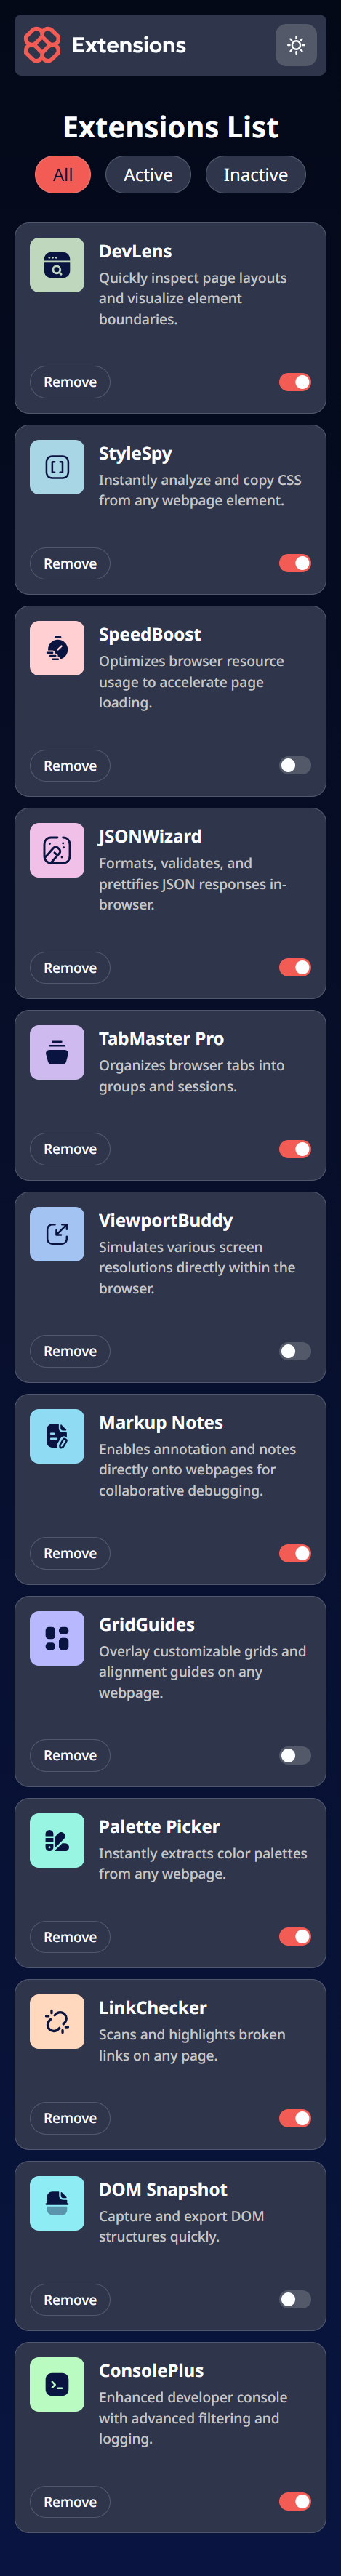 Extensions
Extensions List
All Active Inactive
DevLens
Quickly inspect page layouts
and visualize element
boundaries.
Remove
StyleSpy
Instantly analyze and copy CSS
from any webpage element.
Remove
SpeedBoost
Optimizes browser resource
usage to accelerate page
loading.
Remove
JSONWizard
Formats, validates, and
prettifies JSON responses in-
browser.
Remove
TabMaster Pro
Organizes browser tabs into
groups and sessions.
Remove
ViewportBuddy
Simulates various screen
resolutions directly within the
browser.
Remove
Markup Notes
Enables annotation and notes
directly onto webpages for
collaborative debugging.
Remove
GridGuides
Overlay customizable grids and
alignment guides on any
webpage.
Remove
Palette Picker
Instantly extracts color palettes
from any webpage.
Remove
LinkChecker
Scans and highlights broken
links on any page.
Remove
DOM Snapshot
Capture and export DOM
structures quickly.
Remove
ConsolePlus
Enhanced developer console
with advanced filtering and
logging.
Remove